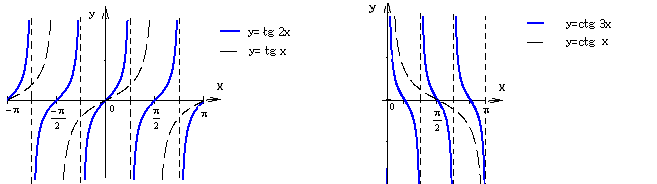 y
y= tg 2x
y= tg x
x
-π
-π/2
0
π/2
π
y
y=ctg 3x
y=ctg x
x
0
π/2
π